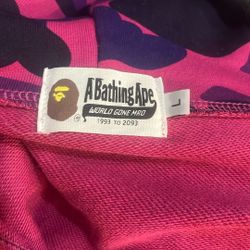 A Bathing Ape
WORLD GONE MAD
1993 TO 2093
L